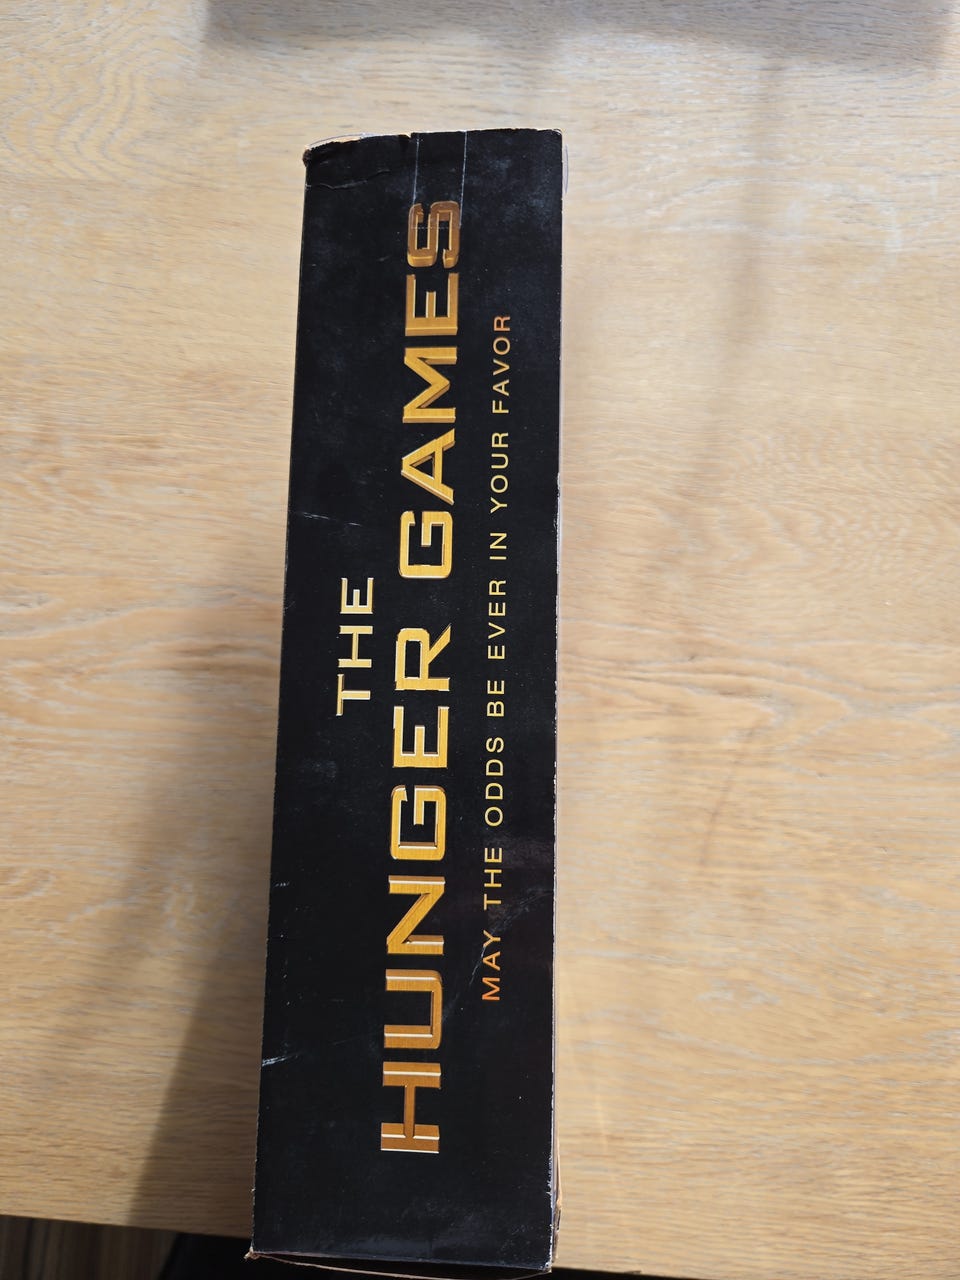 THE
HUNGER GAMES
MAY THE ODDS BE EVER IN YOUR FAVOR